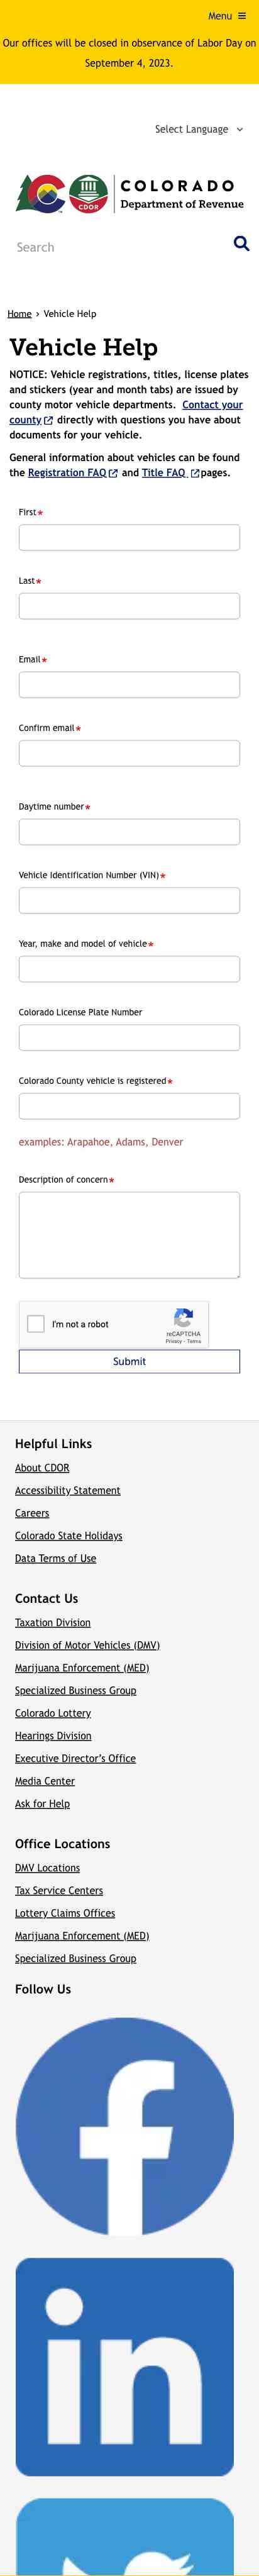 Menu
Our offices will be closed in observance of Labor Day on
September 4, 2023.
Select Language
CDOR
COLORADO
Department of Revenue
Search
Home › Vehicle Help
Vehicle Help
NOTICE: Vehicle registrations, titles, license plates
and stickers (year and month tabs) are issued by
county motor vehicle departments. Contact your
county directly with questions you have about
documents for your vehicle.
General information about vehicles can be found
the Registration FAQ and Title FAQ pages.
First*
Last*
Email*
Confirm email*
Daytime number*
Vehicle Identification Number (VIN)*
Year, make and model of vehicle*
Colorado License Plate Number
Colorado County vehicle is registered*
examples: Arapahoe, Adams, Denver
Description of concern*
I'm not a robot
reCAPTCHA
Privacy - Terms
Submit
Helpful Links
About CDOR
Accessibility Statement
Careers
Colorado State Holidays
Data Terms of Use
Contact Us
Taxation Division
Division of Motor Vehicles (DMV)
Marijuana Enforcement (MED)
Specialized Business Group
Colorado Lottery
Hearings Division
Executive Director's Office
Media Center
Ask for Help
Office Locations
DMV Locations
Tax Service Centers
Lottery Claims Offices
Marijuana Enforcement (MED)
Specialized Business Group
Follow Us
f
in